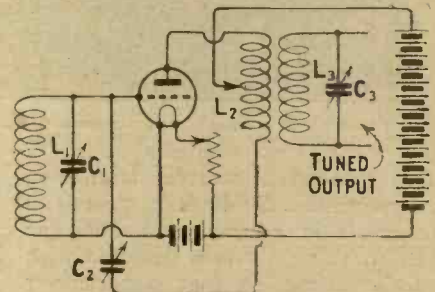 L₁
C₁
C₂
L₂
L₃
C₃
TUNED
OUTPUT